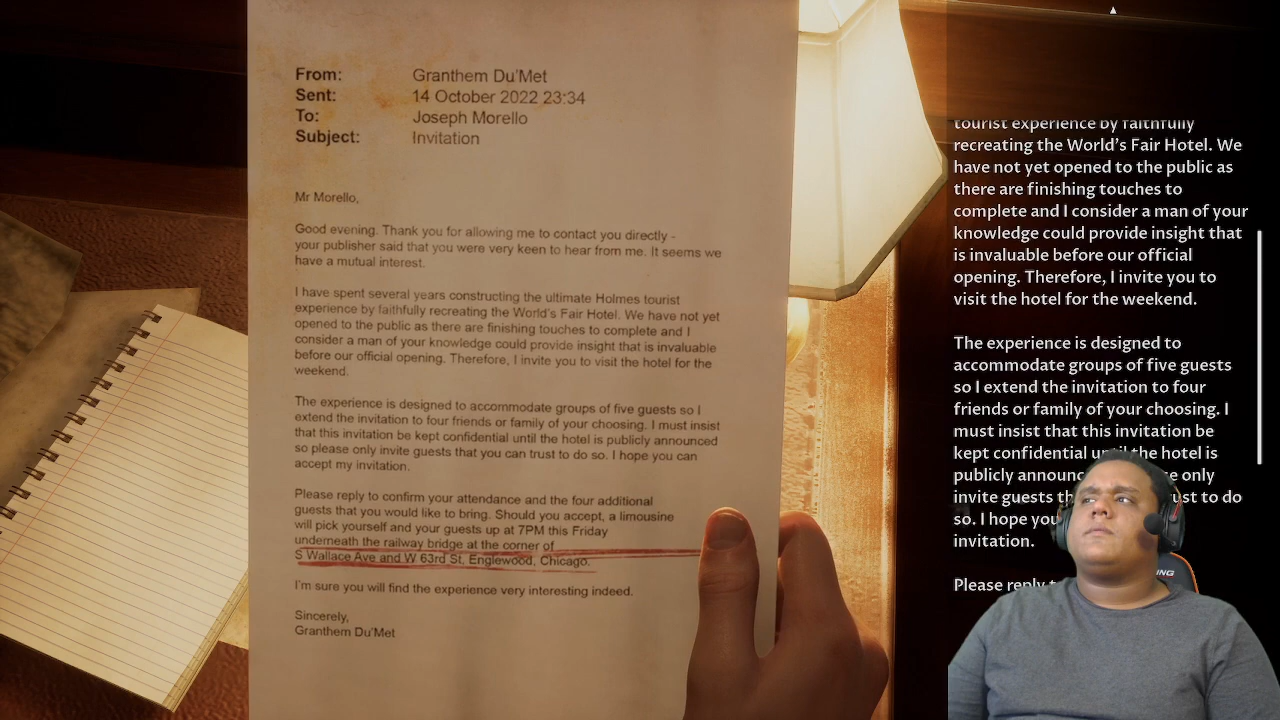 From: Granthem Du'Met
Sent: 14 October 2022 23:34
To: Joseph Morello
Subject: Invitation
Mr Morello,
Good evening. Thank you for allowing me to contact you directly -
your publisher said that you were very keen to hear from me. It seems we
have a mutual interest.
I have spent several years constructing the ultimate Holmes tourist
experience by faithfully recreating the World's Fair Hotel. We have not yet
opened to the public as there are finishing touches to complete and I
consider a man of your knowledge could provide insight that is invaluable
before our official opening. Therefore, I invite you to visit the hotel for the
weekend.
The experience is designed to accommodate groups of five guests so I
extend the invitation to four friends or family of your choosing. I must insist
that this invitation be kept confidential until the hotel is publicly announced
so please only invite guests that you can trust to do so. I hope you can
accept my invitation.
Please reply to confirm your attendance and the four additional
guests that you would like to bring. Should you accept, a limousine
will pick yourself and your guests up at 7PM this Friday
underneath the railway bridge at the corner of
S Wallace Ave and W 63rd St, Englewood, Chicago.
I'm sure you will find the experience very interesting indeed.
Sincerely,
Granthem Du'Met
tourist experience by faithfully
recreating the World's Fair Hotel. We
have not yet opened to the public as
there are finishing touches to
complete and I consider a man of your
knowledge could provide insight that
is invaluable before our official
opening. Therefore, I invite you to
visit the hotel for the weekend.
The experience is designed to
accommodate groups of five guests
so I extend the invitation to four
friends or family of your choosing. I
must insist that this invitation be
kept confidential until the hotel is
publicly only
invite guests to do
so. I hope you
invitation.
Please reply